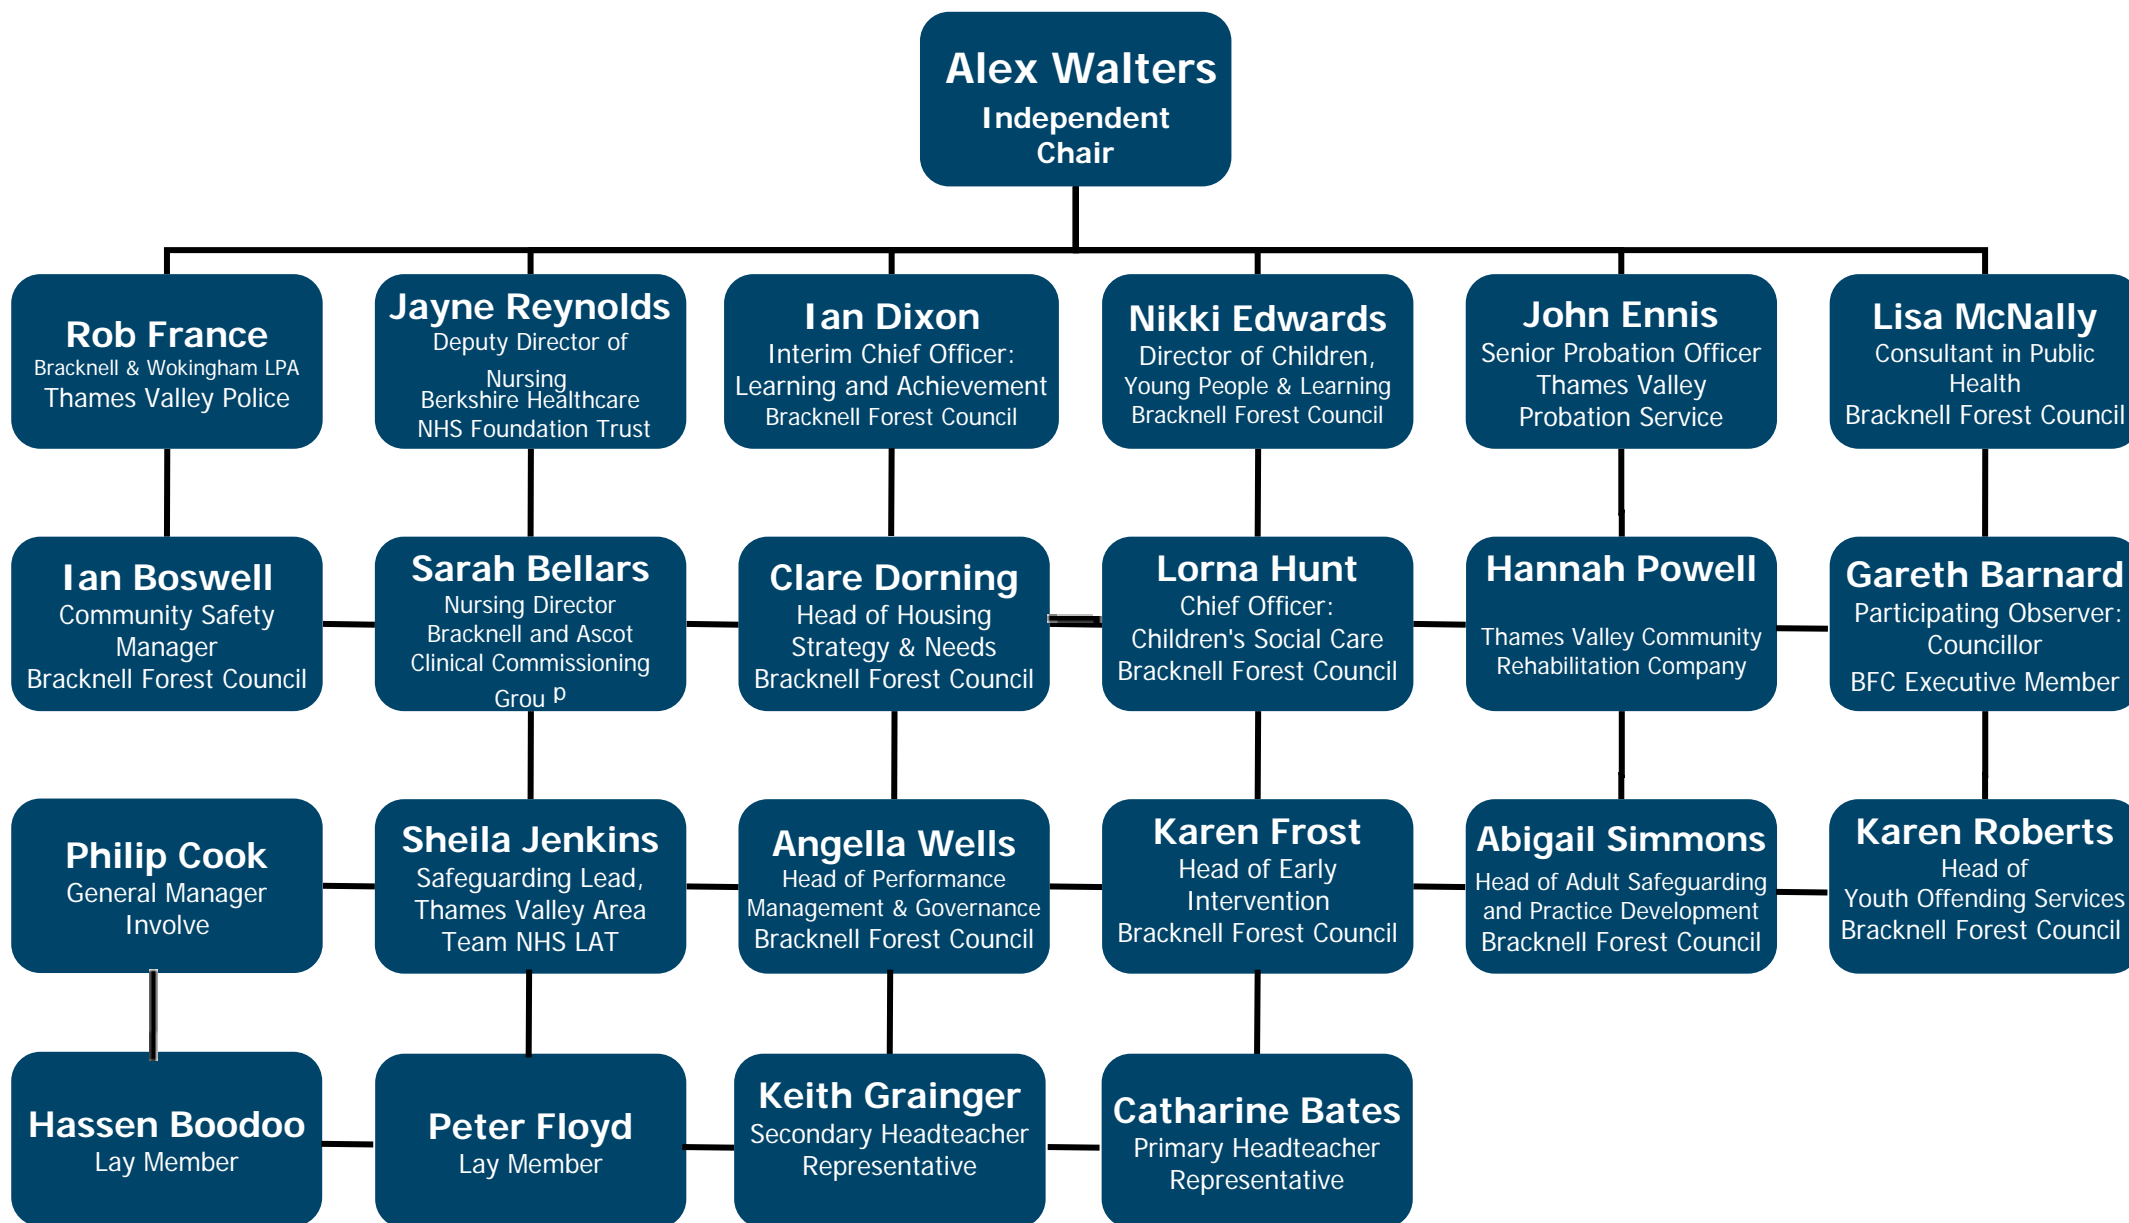 Alex Walters
Independent
Chair
Rob France
Bracknell & Wokingham LPA
Thames Valley Police
Jayne Reynolds
Deputy Director of
Nursing
Berkshire Healthcare
NHS Foundation Trust
Ian Dixon
Interim Chief Officer:
Learning and Achievement
Bracknell Forest Council
Nikki Edwards
Director of Children,
Young People & Learning
Bracknell Forest Council
John Ennis
Senior Probation Officer
Thames Valley
Probation Service
Lisa McNally
Consultant in Public
Health
Bracknell Forest Council
Ian Boswell
Community Safety
Manager
Bracknell Forest Council
Sarah Bellars
Nursing Director
Bracknell and Ascot
Clinical Commissioning
Group
Clare Dorning
Head of Housing
Strategy & Needs
Bracknell Forest Council
Lorna Hunt
Chief Officer:
Children's Social Care
Bracknell Forest Council
Hannah Powell
Thames Valley Community
Rehabilitation Company
Gareth Barnard
Participating Observer:
Councillor
BFC Executive Member
Philip Cook
General Manager
Involve
Sheila Jenkins
Safeguarding Lead,
Thames Valley Area
Team NHS LAT
Angella Wells
Head of Performance
Management & Governance
Bracknell Forest Council
Karen Frost
Head of Early
Intervention
Bracknell Forest Council
Abigail Simmons
Head of Adult Safeguarding
and Practice Development
Bracknell Forest Council
Karen Roberts
Head of
Youth Offending Services
Bracknell Forest Council
Hassen Boodoo
Lay Member
Peter Floyd
Lay Member
Keith Grainger
Secondary Headteacher
Representative
Catharine Bates
Primary Headteacher
Representative